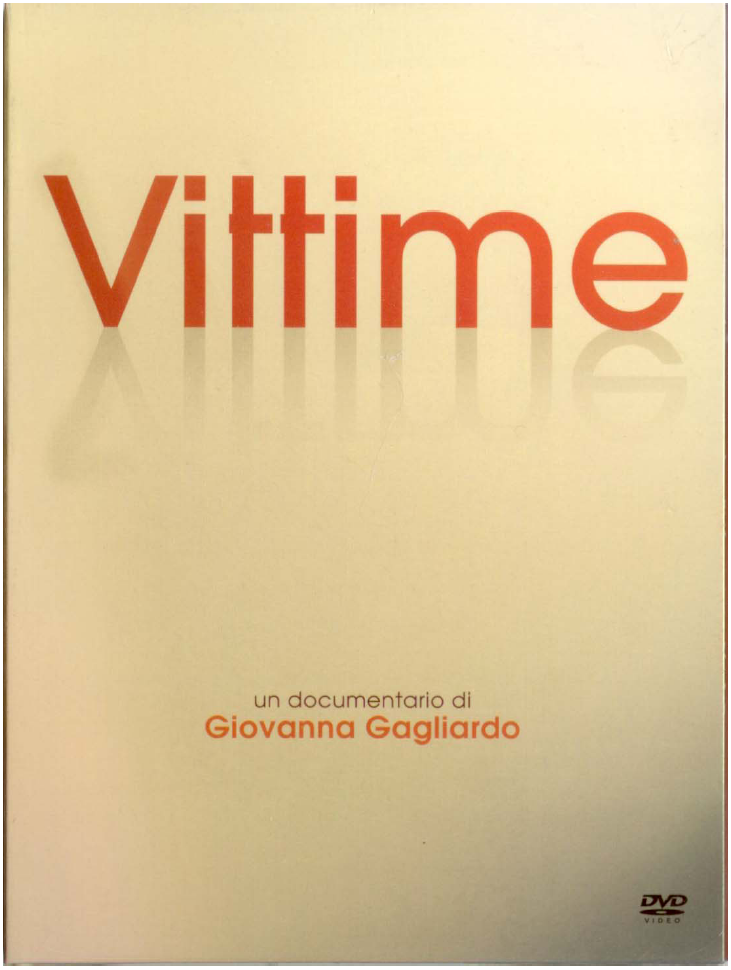 Vittime
un documentario di
Giovanna Gagliardo
DVD
VIDEO